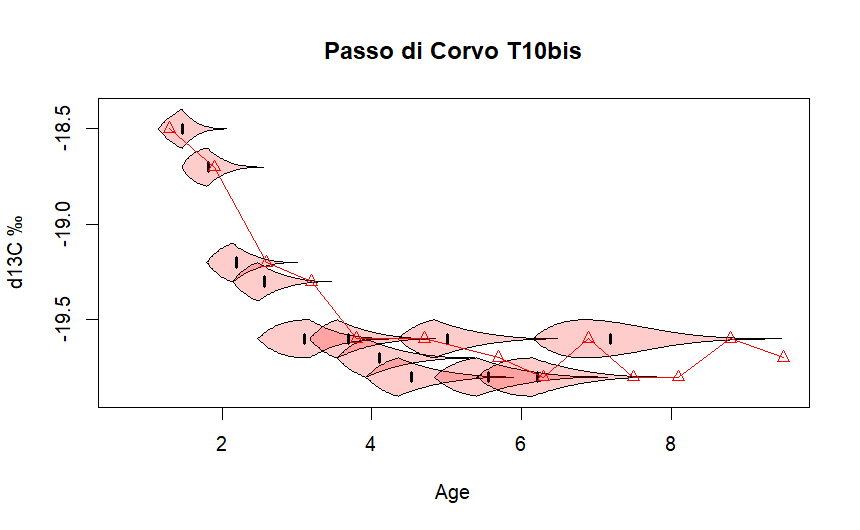 Passo di Corvo T10bis
d13C ‰
-18.5
-19.0
-19.5
2 4 6 8
Age